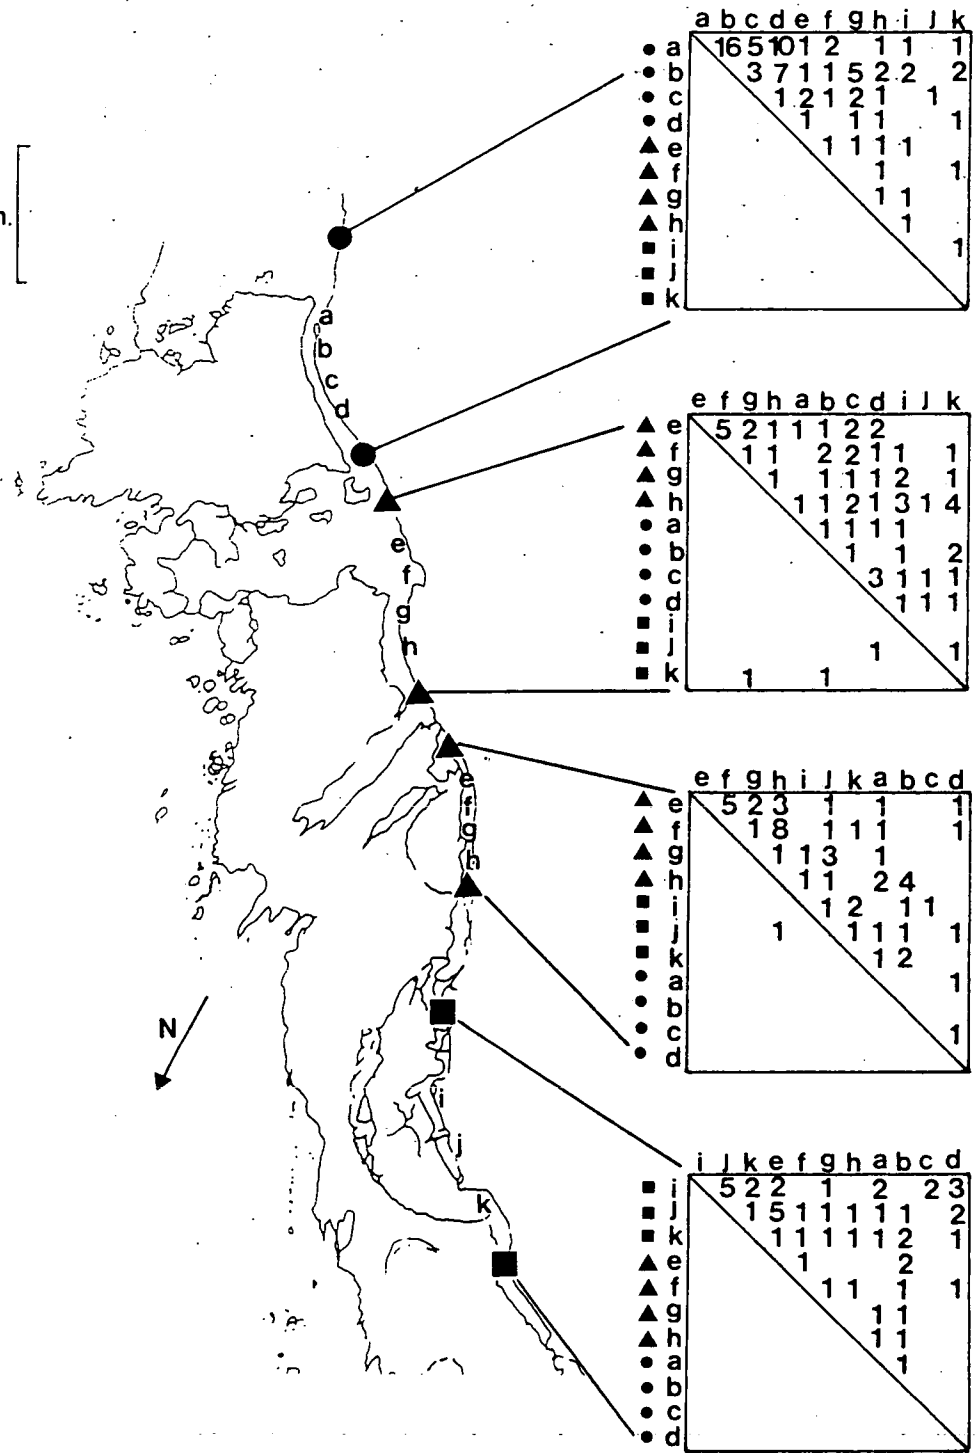 a b c d e f g h i J k
a 16 5 10 1 2 1 1 1
b 3 7 1 1 5 2 2 2
c 1 2 1 2 1 1
d 1 1 1 1
e 1 1 1 1
f 1 1
g 1 1
h 1
i 1
J
k
e f g h a b c d i J k
e 5 2 1 1 1 2 2
f 1 1 2 2 1 1 1
g 1 1 1 1 2 1
h 1 1 2 1 3 1 4
a 1 1 1 1
b 1 1 2
c 3 1 1 1
d 1 1 1
i
J 1 1
k 1 1
e f g h i J k a b c d
e 5 2 3 1 1 1
f 1 8 1 1 1 1
g 1 1 3 1
h 1 1 2 4
i 1 2 1 1
j 1 1 1 1 1
k 1 2
a 1
b
c 1
d
i J k e f g h a b c d
i 5 2 2 1 2 2 3
j 1 5 1 1 1 1 1 2
k 1 1 1 1 1 2 1
e 1 2
f 1 1 1 1
g 1 1
h 1 1
a 1
b
c
d
a
b
c
d
e
f
g
h
e
f
g
h
i
j
k
N